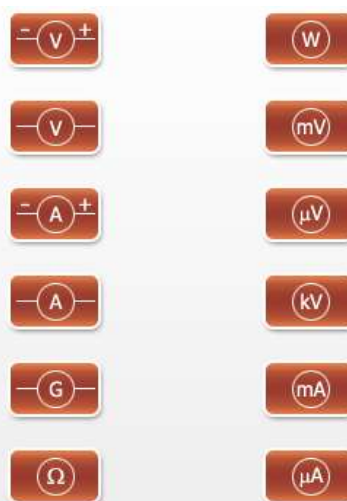 - V + W
V mV
- A + μV
A kV
G mA
Ω μA